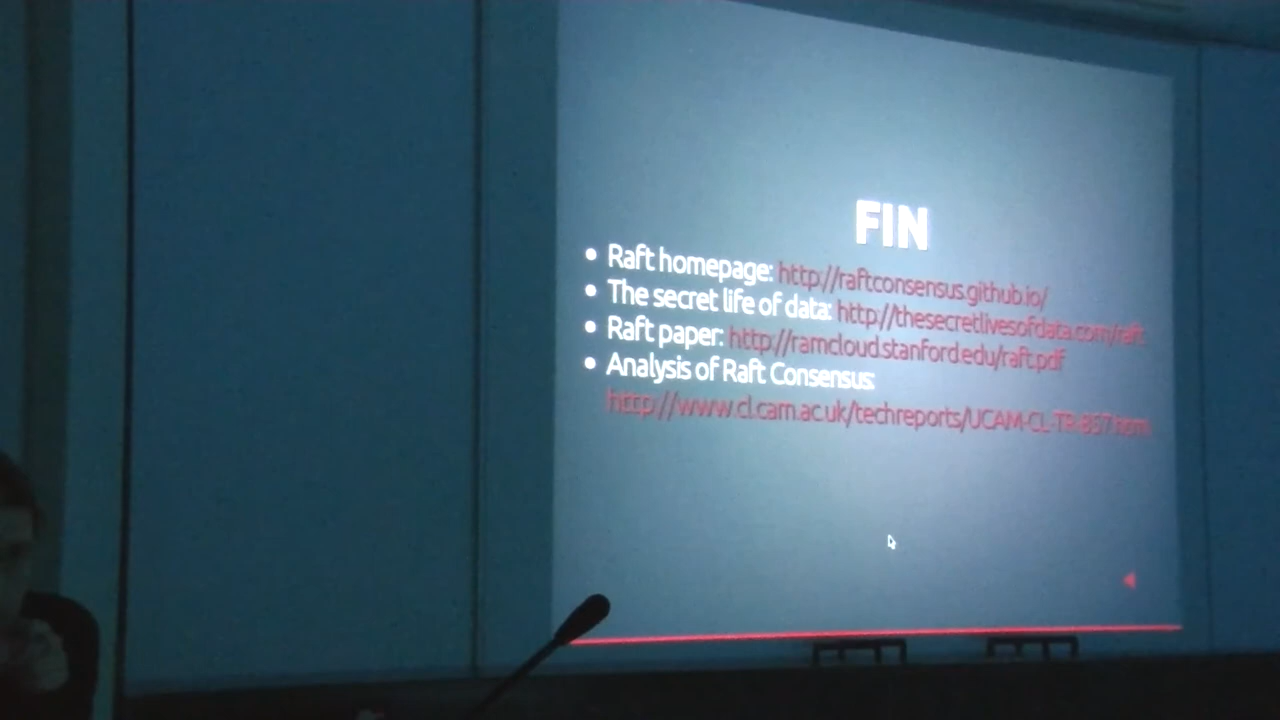 FIN
• Raft homepage: http://raftconsensus.github.io/
• The secret life of data: http://thesecretlivesofdata.com/raft
• Raft paper: http://ramcloud.stanford.edu/raft.pdf
• Analysis of Raft Consensus:
http://www.cl.cam.ac.uk/techreports/UCAM-CL-TR-857.html